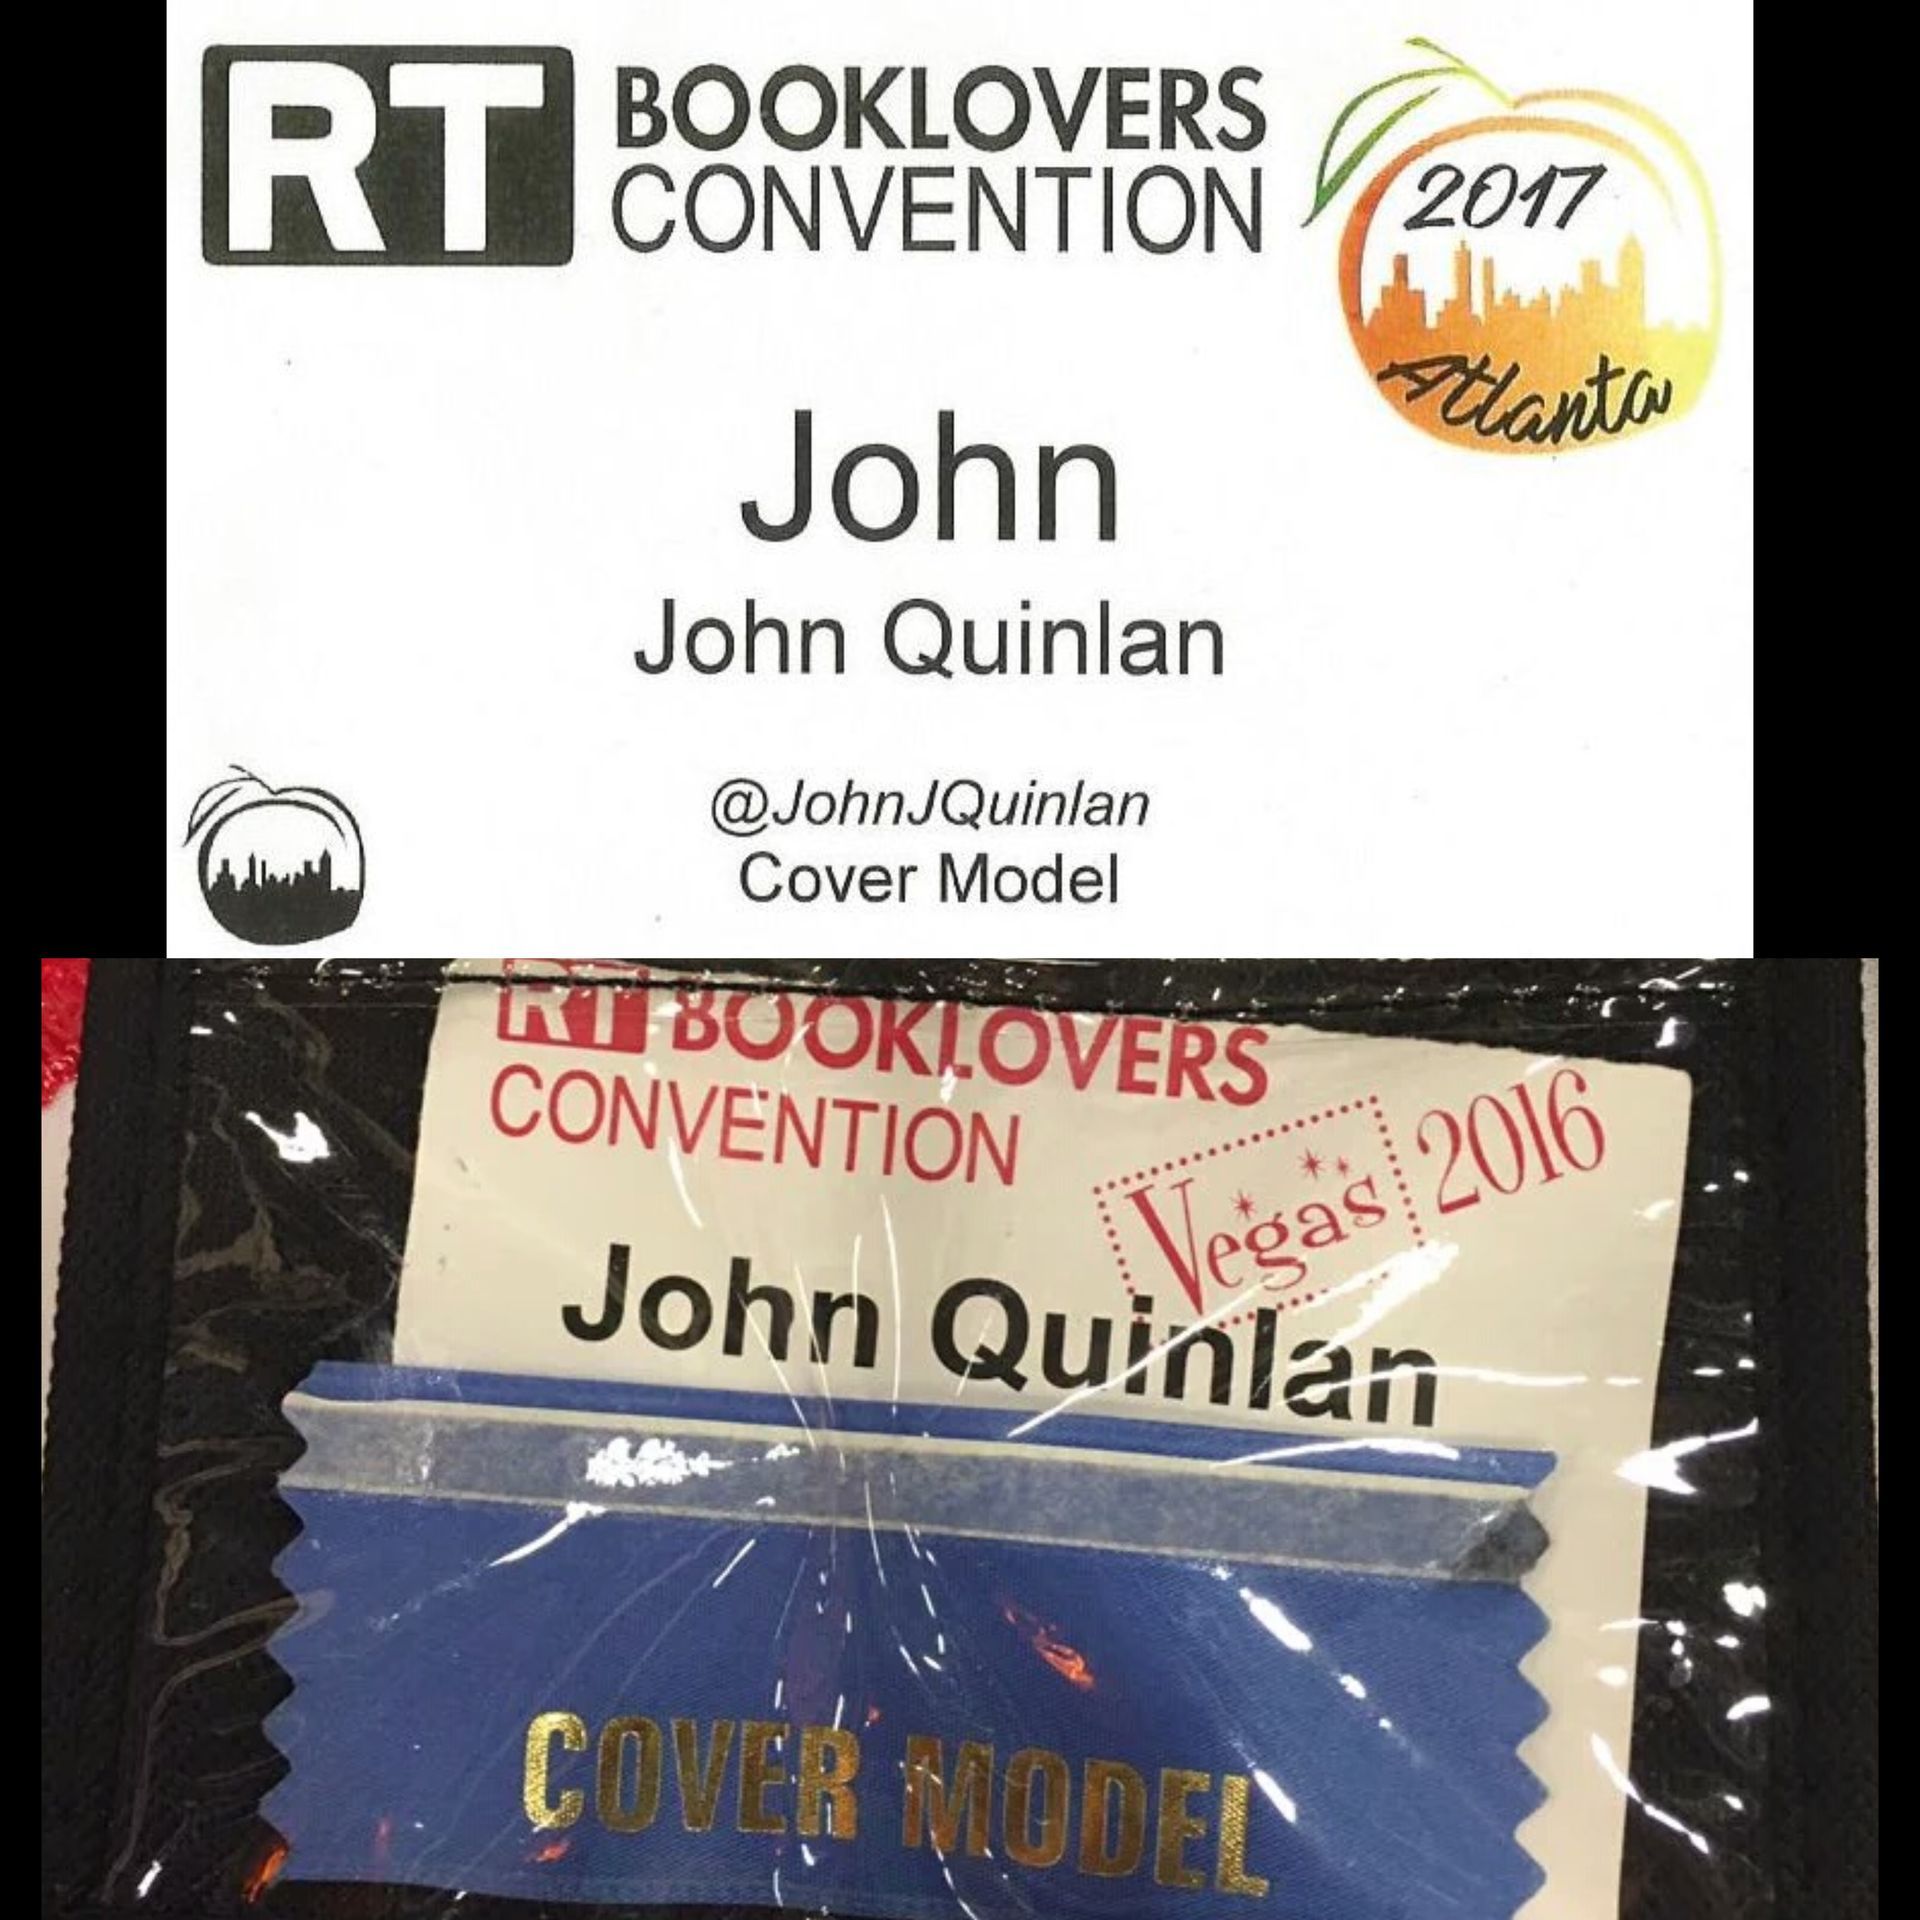 RT BOOKLOVERS
CONVENTION
2017
Atlanta
John
John Quinlan
@JohnJQuinlan
Cover Model
RT BOOKLOVERS
CONVENTION
Vegas 2016
John Quinlan
COVER MODEL